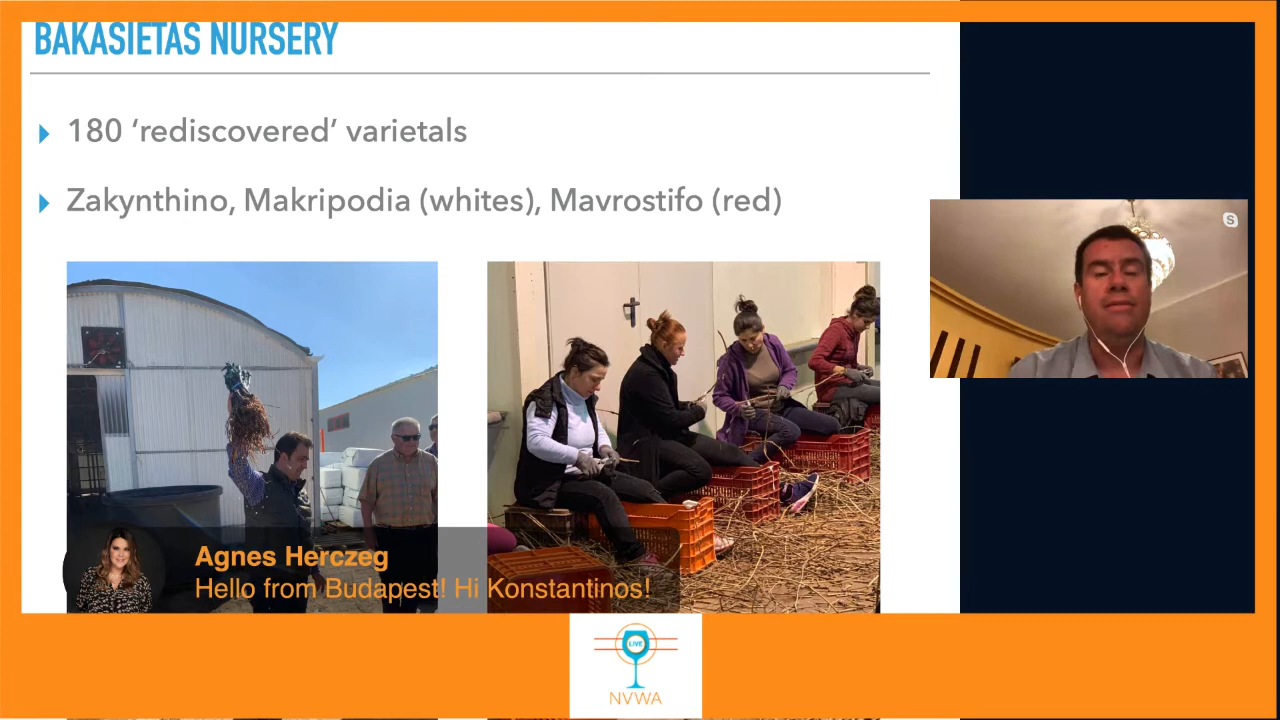 BAKASIETAS NURSERY
180 ‘rediscovered’ varietals
Zakynthino, Makripodia (whites), Mavrostifo (red)
S
Agnes Herczeg
Hello from Budapest! Hi Konstantinos!
LIVE
NVWA